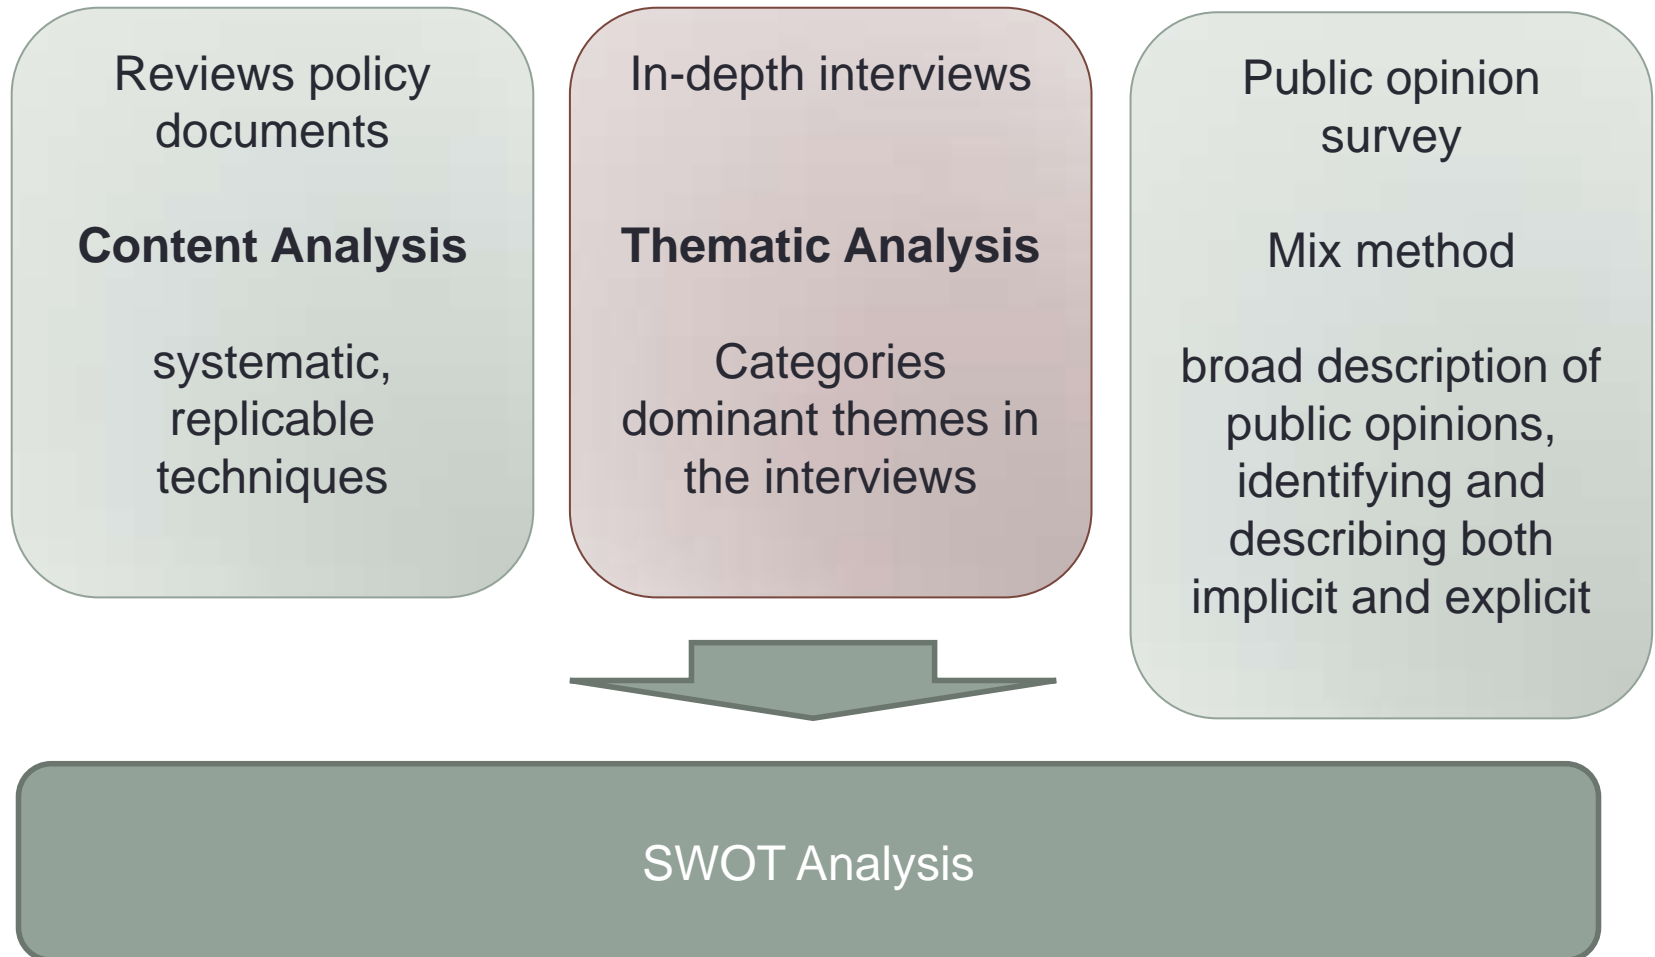 Reviews policy
documents
Content Analysis
systematic,
replicable
techniques
In-depth interviews
Thematic Analysis
Categories
dominant themes in
the interviews
Public opinion
survey
Mix method
broad description of
public opinions,
identifying and
describing both
implicit and explicit
SWOT Analysis